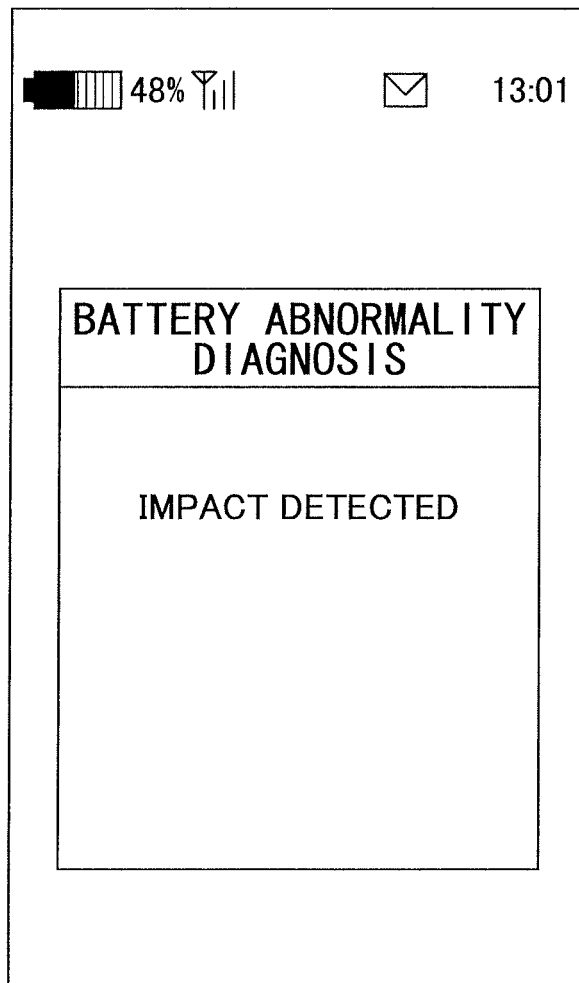 48% 13:01
BATTERY ABNORMALITY
DIAGNOSIS
IMPACT DETECTED